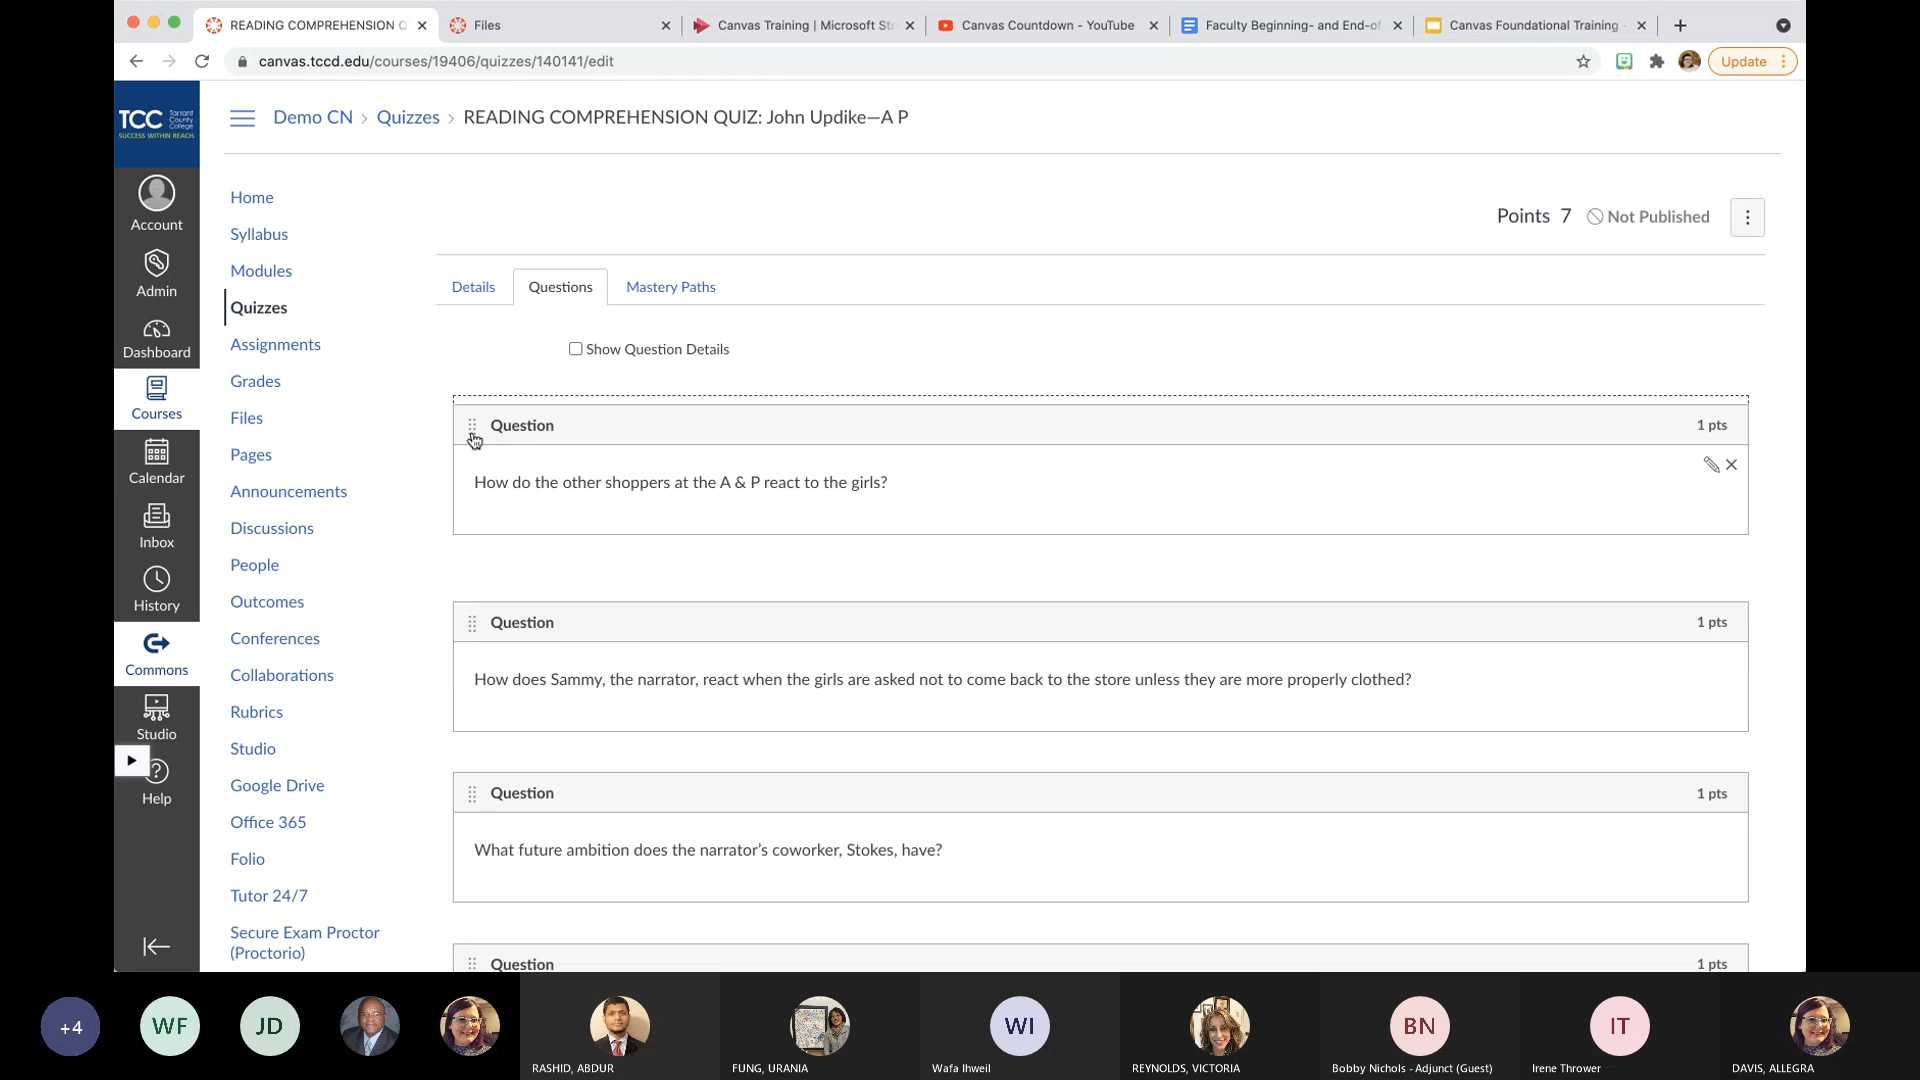 READING COMPREHENSION Q
Files
Canvas Training | Microsoft Str
Canvas Countdown - YouTube
Faculty Beginning- and End-of
Canvas Foundational Training -
canvas.tccd.edu/courses/19406/quizzes/140141/edit
Update
TCC Tarrant County College
SUCCESS WITHIN REACH.
Demo CN > Quizzes > READING COMPREHENSION QUIZ: John Updike—A P
Account
Admin
Dashboard
Courses
Calendar
Inbox
History
Commons
Studio
Help
Home
Syllabus
Modules
Quizzes
Assignments
Grades
Files
Pages
Announcements
Discussions
People
Outcomes
Conferences
Collaborations
Rubrics
Studio
Google Drive
Office 365
Folio
Tutor 24/7
Secure Exam Proctor
(Proctorio)
Points 7 Not Published
Details Questions Mastery Paths
Show Question Details
Question 1 pts
How do the other shoppers at the A & P react to the girls?
Question 1 pts
How does Sammy, the narrator, react when the girls are asked not to come back to the store unless they are more properly clothed?
Question 1 pts
What future ambition does the narrator’s coworker, Stokes, have?
Question 1 pts
+4 WF JD WI BN IT
RASHID, ABDUR
FUNG, URANIA
Wafa Ihweil
REYNOLDS, VICTORIA
Bobby Nichols - Adjunct (Guest)
Irene Thrower
DAVIS, ALLEGRA